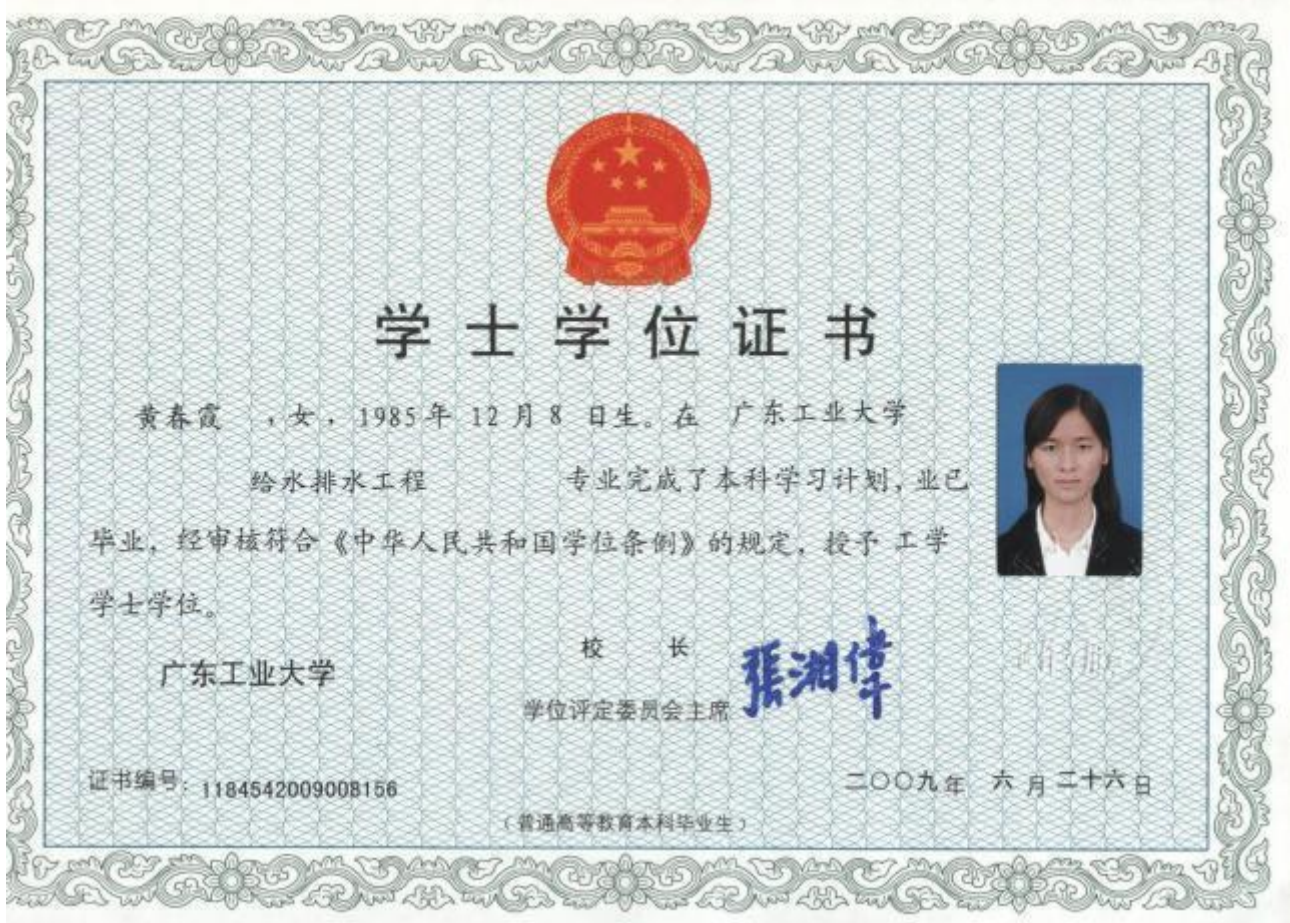 学士学位证书
黄春霞 ，女，1985年 12月 8 日生。在 广东工业大学
给水排水工程 专业完成了本科学习计划，业已
毕业，经审核符合《中华人民共和国学位条例》的规定，授予 工学
学士学位。
广东工业大学
校 长
学位评定委员会主席
張湘偉
证书编号：1184542009008156
二〇〇九年 六月二十六日
（普通高等教育本科毕业生）